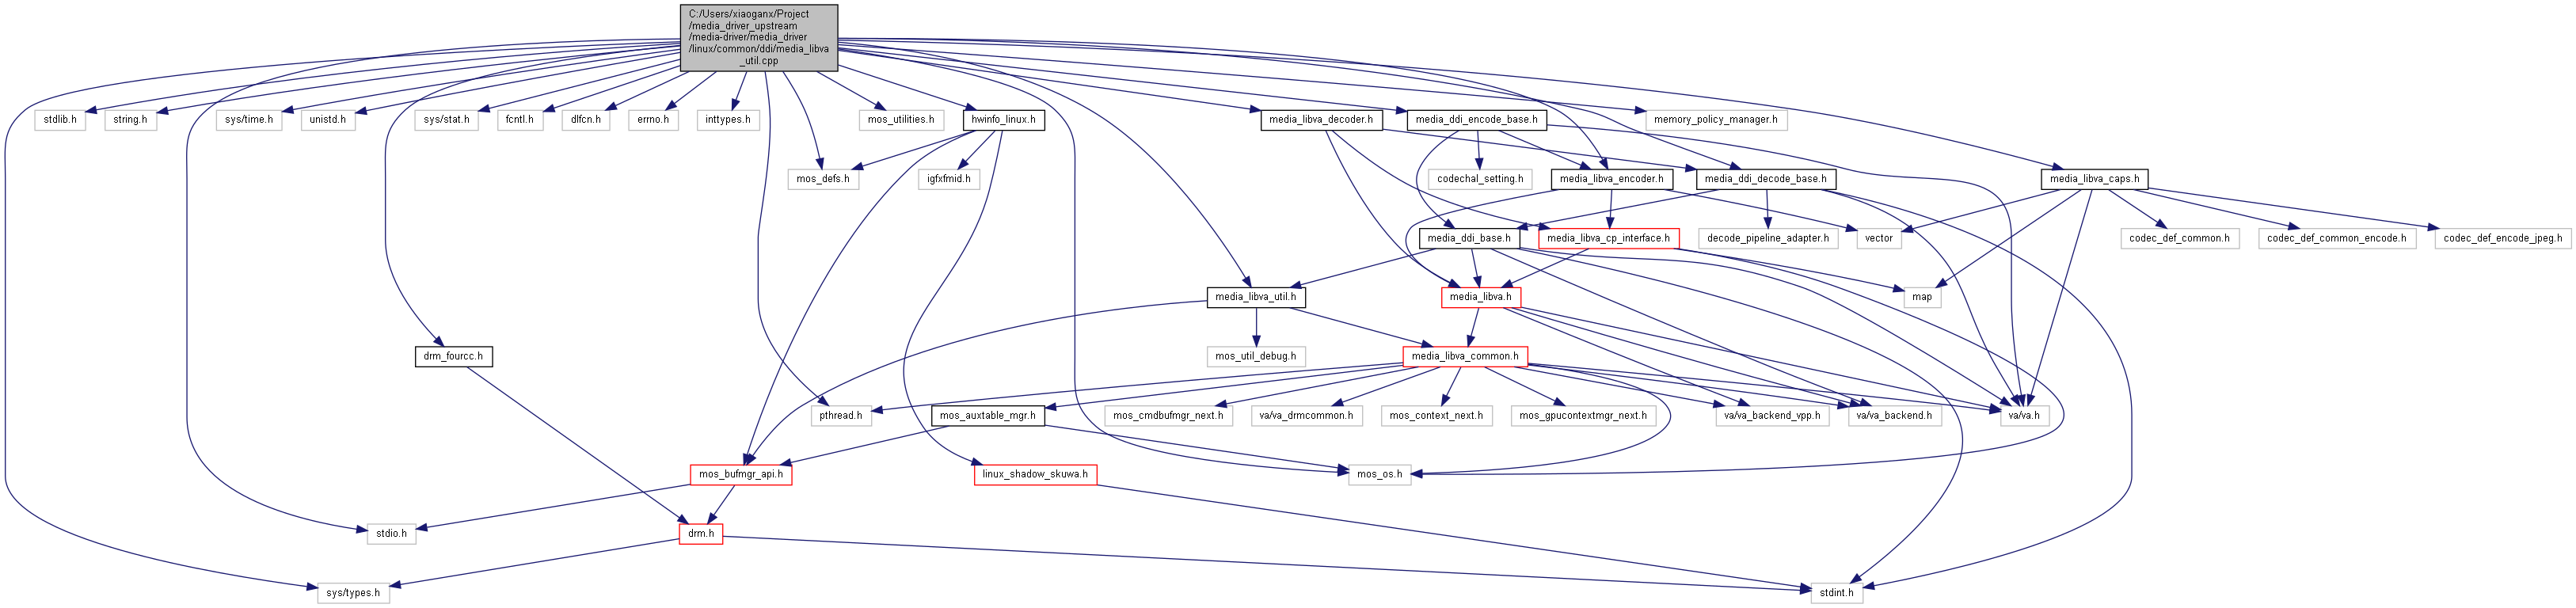 C:/Users/xiaoganx/Project
/media_driver_upstream
/media-driver/media_driver
/linux/common/ddi/media_libva
_util.cpp
stdlib.h
string.h
sys/time.h
unistd.h
sys/stat.h
fcntl.h
dlfcn.h
errno.h
inttypes.h
mos_utilities.h
hwinfo_linux.h
media_libva_decoder.h
media_ddi_encode_base.h
memory_policy_manager.h
mos_defs.h
igfxfmid.h
codechal_setting.h
media_libva_encoder.h
media_ddi_decode_base.h
media_libva_caps.h
media_ddi_base.h
media_libva_cp_interface.h
decode_pipeline_adapter.h
vector
codec_def_common.h
codec_def_common_encode.h
codec_def_encode_jpeg.h
media_libva_util.h
media_libva.h
map
drm_fourcc.h
mos_util_debug.h
media_libva_common.h
pthread.h
mos_auxtable_mgr.h
mos_cmdbufmgr_next.h
va/va_drmcommon.h
mos_context_next.h
mos_gpucontextmgr_next.h
va/va_backend_vpp.h
va/va_backend.h
va/va.h
mos_bufmgr_api.h
linux_shadow_skuwa.h
mos_os.h
stdio.h
drm.h
sys/types.h
stdint.h